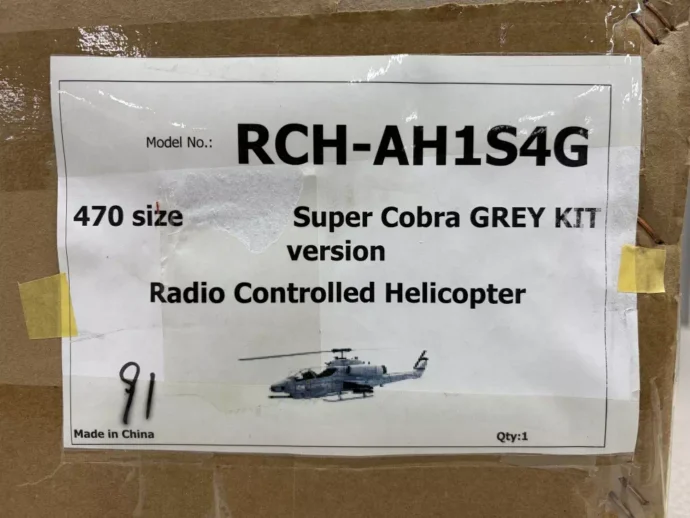 Model No.: RCH-AH1S4G
470 size Super Cobra GREY KIT
version
Radio Controlled Helicopter
91
Made in China Qty:1